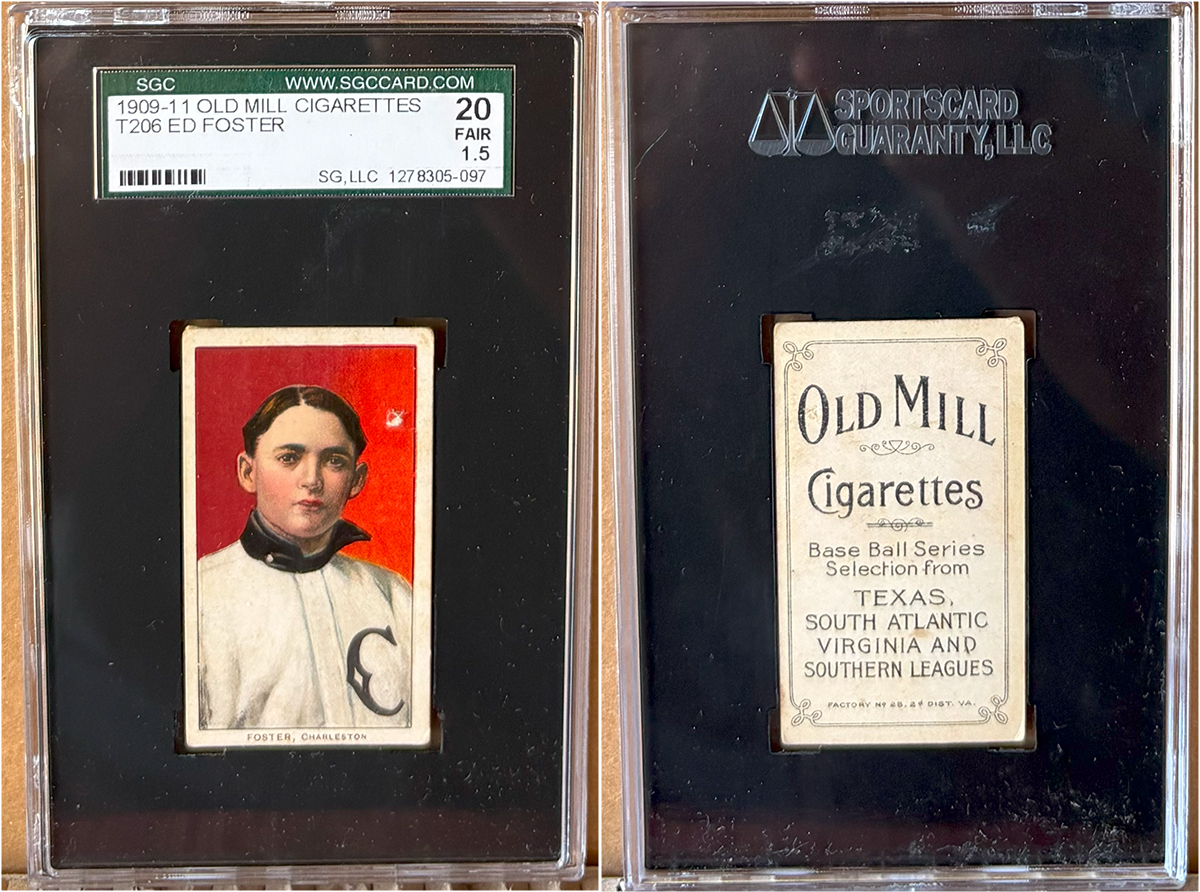 SGC WWW.SGCCARD.COM
1909-11 OLD MILL CIGARETTES 20
T206 ED FOSTER FAIR
1.5
SG,LLC 1278305-097
C
FOSTER, CHARLESTON
SPORTSCARD
GUARANTY, LLC
OLD MILL
Cigarettes
Base Ball Series
Selection from
TEXAS,
SOUTH ATLANTIC
VIRGINIA AND
SOUTHERN LEAGUES
FACTORY Nº 25, 2ᵈ DIST. VA.